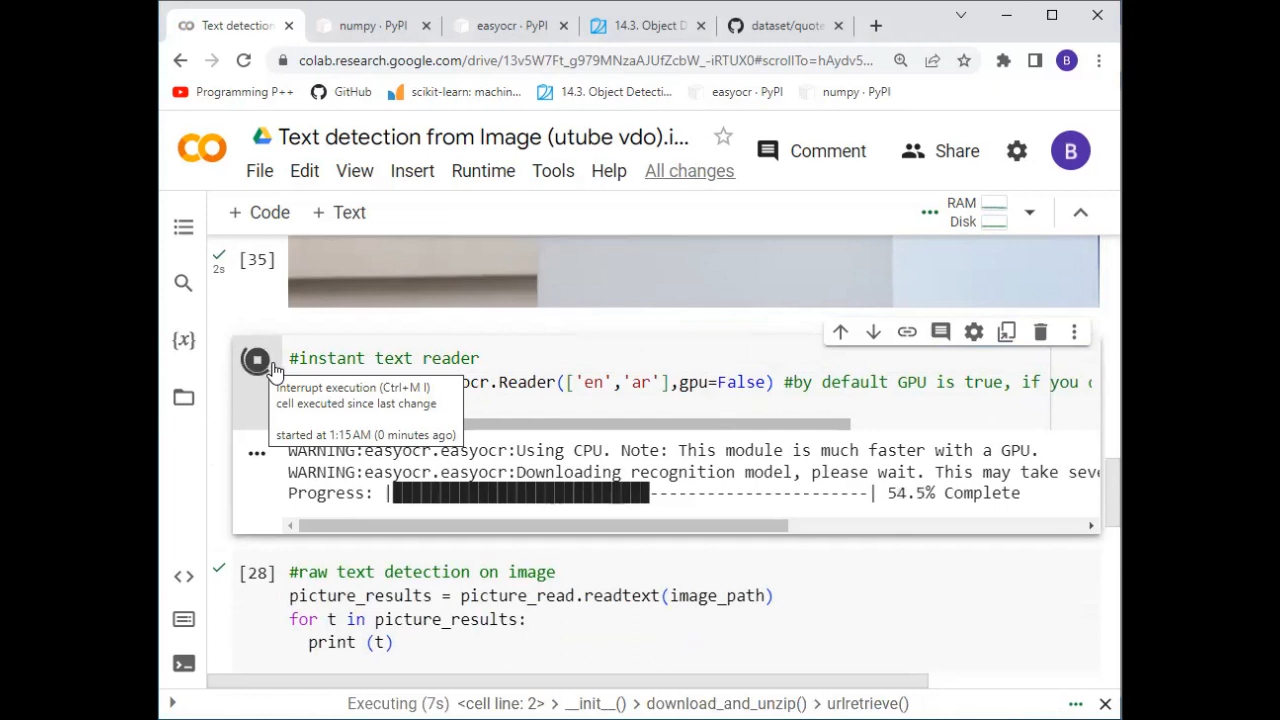 Text detection
numpy · PyPI
easyocr · PyPI
14.3. Object D
dataset/quote
colab.research.google.com/drive/13v5W7Ft_g979MNzaAJUfZcbW_-iRTUX0#scrollTo=hAydv5...
B
Programming P++
GitHub
scikit-learn: machin...
14.3. Object Detecti...
easyocr · PyPI
numpy · PyPI
CO
Text detection from Image (utube vdo).i...
Comment
Share
B
File Edit View Insert Runtime Tools Help All changes
+ Code + Text
RAM
Disk
{x}
2s
[35]
#instant text reader
Interrupt execution (Ctrl+M I)
cell executed since last change
started at 1:15 AM (0 minutes ago)
ocr.Reader(['en','ar'],gpu=False) #by default GPU is true, if you
WARNING:easyocr.easyocr:Using CPU. Note: This module is much faster with a GPU.
WARNING:easyocr.easyocr:Downloading recognition model, please wait. This may take seve
Progress: |██████████████████████████-----------------------| 54.5% Complete
[28]
#raw text detection on image
picture_results = picture_read.readtext(image_path)
for t in picture_results:
print (t)
Executing (7s) <cell line: 2> > __init__() > download_and_unzip() > urlretrieve()